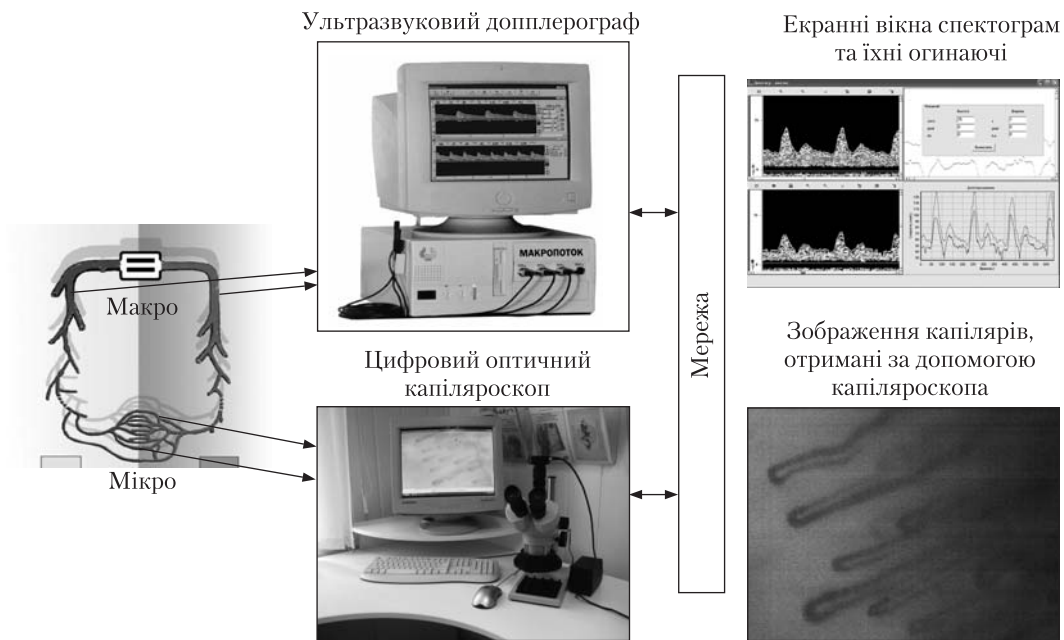 Ультразвуковий допплерограф
Екранні вікна спектограм
та їхні огинаючі
МАКРОПОТОК
Макро
Мережа
Цифровий оптичний
капіляроскоп
Зображення капілярів,
отримані за допомогою
капіляроскопа
Мікро